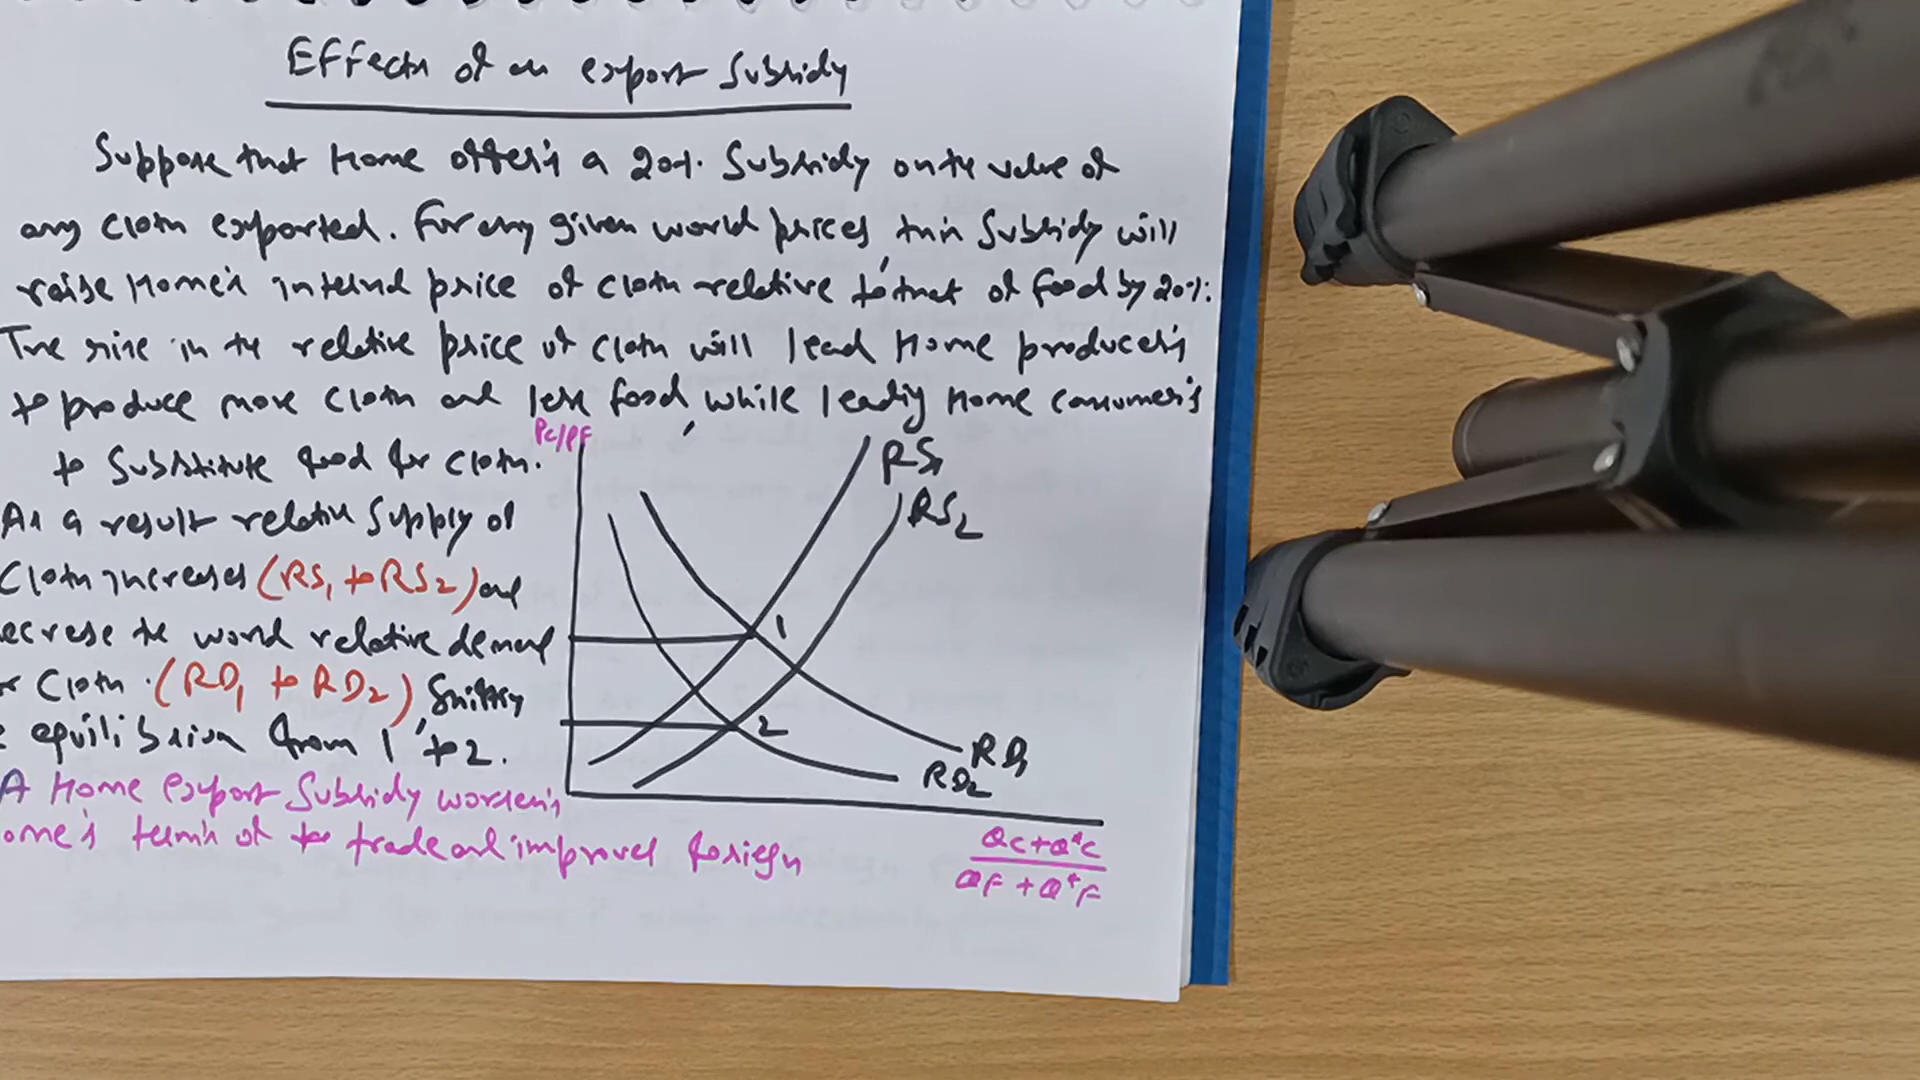 Effects of an export Subsidy
Suppose that Home offers a 20%. Subsidy on the value of
any cloth exported. For any given world prices, this Subsidy will
raise Home's internal price of cloth relative to that of food by 20%.
The rise in the relative price of cloth will lead Home producers
to produce more cloth and less food, while leading Home consumers
to substitute food for cloth.
As a result relative Supply of
Cloth increases (RS1 to RS2) and
ecrese the world relative demand
r Cloth. (RD1 to RD2) Shifting
e equilibrium from 1 to 2.
A Home export Subsidy worsens
ome's terms of to trade and improves foriegn
Pc/PF
RS1
RS2
1
2
RD1
RD2
Qc+Q*c
QF+Q*F